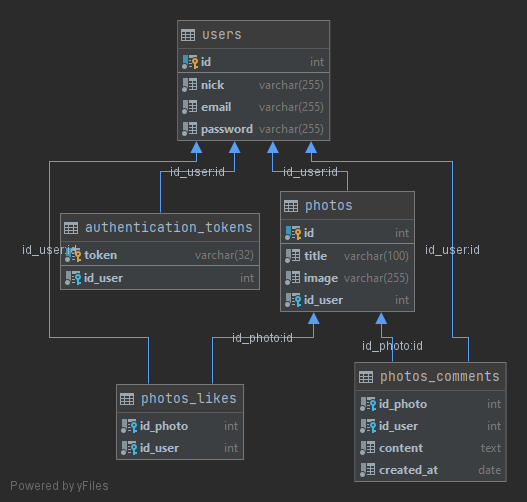 users
id int
nick varchar(255)
email varchar(255)
password varchar(255)
id_user:id
id_user:id
authentication_tokens
token varchar(32)
id_user int
photos
id int
title varchar(100)
image varchar(255)
id_user int
id_user:id
id_user:id
id_photo:id
id_photo:id
photos_likes
id_photo int
id_user int
photos_comments
id_photo int
id_user int
content text
created_at date
Powered by yFiles